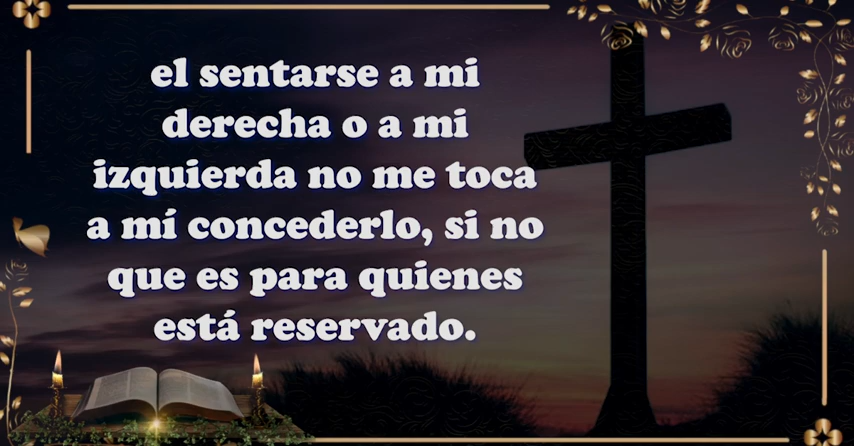 el sentarse a mi
derecha o a mi
izquierda no me toca
a mí concederlo, si no
que es para quienes
está reservado.